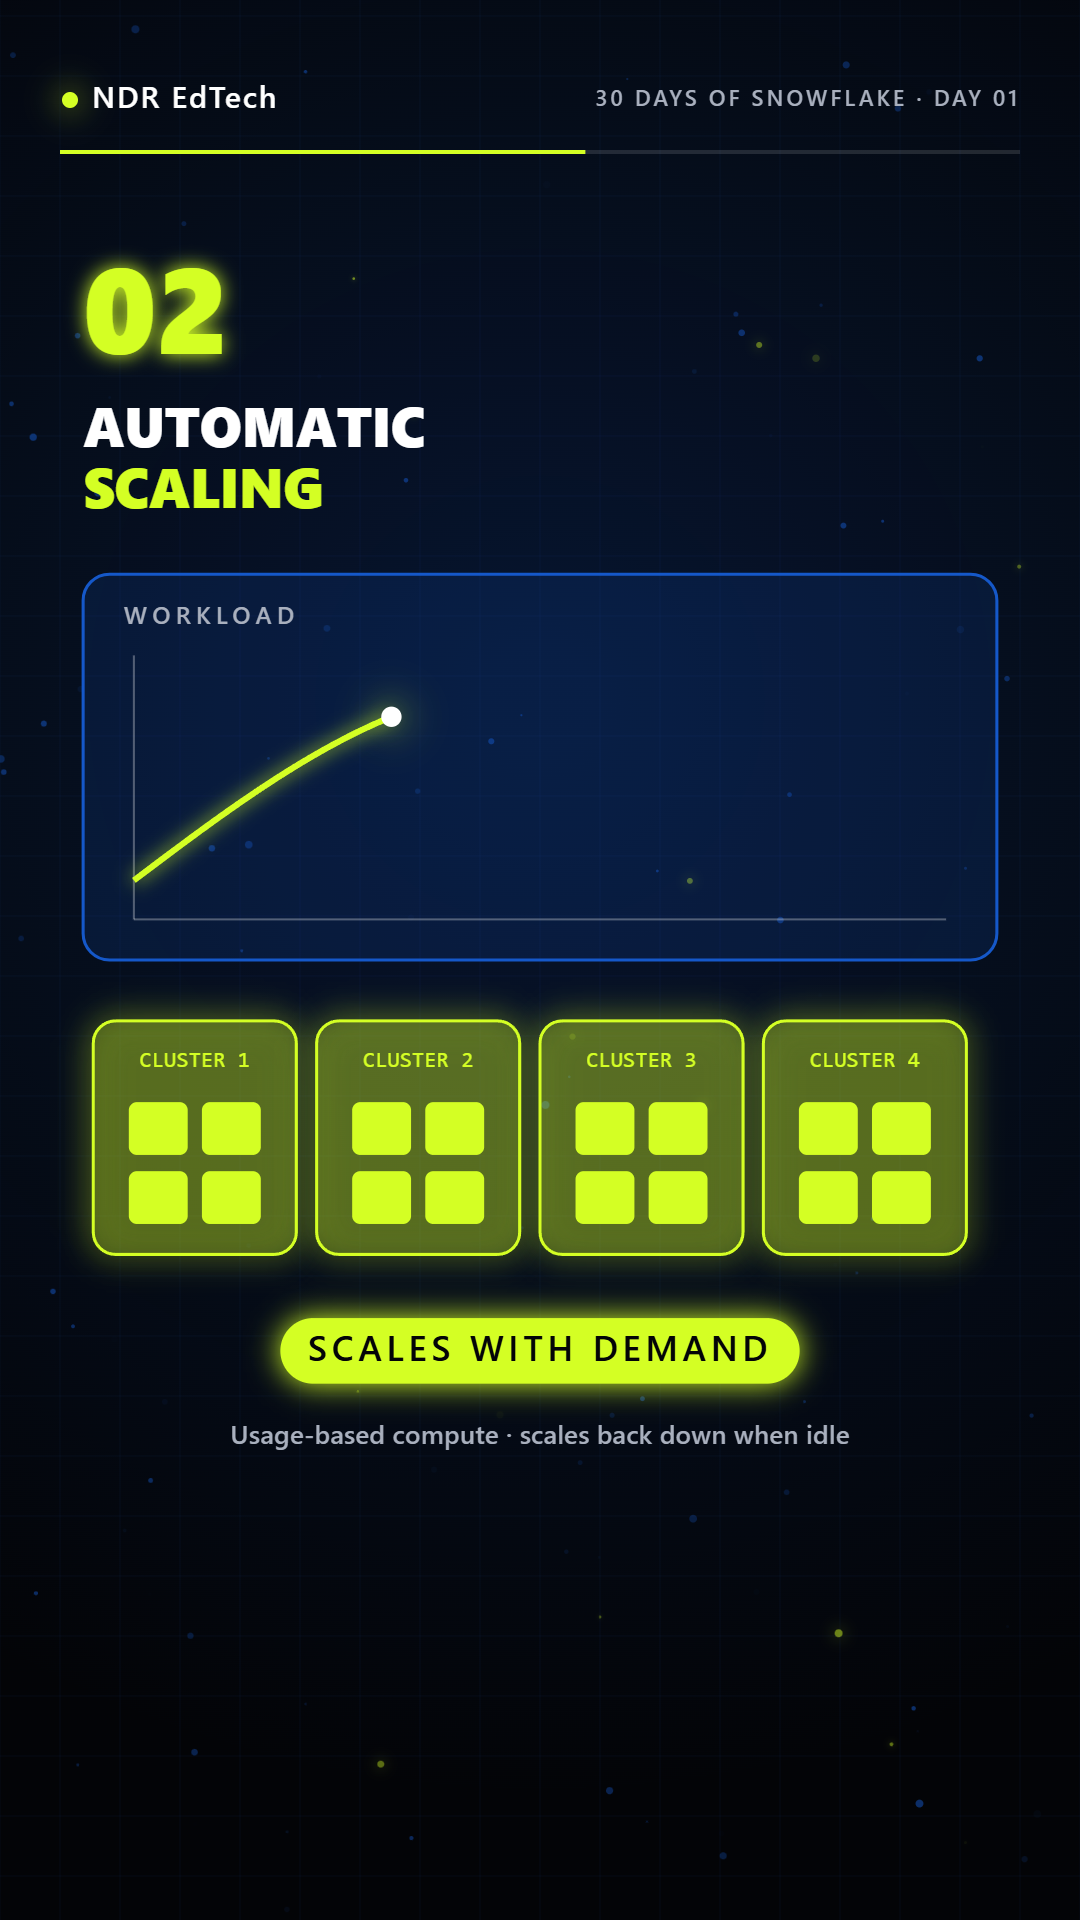 NDR EdTech
30 DAYS OF SNOWFLAKE · DAY 01
02
AUTOMATIC
SCALING
WORKLOAD
CLUSTER 1
CLUSTER 2
CLUSTER 3
CLUSTER 4
SCALES WITH DEMAND
Usage-based compute · scales back down when idle